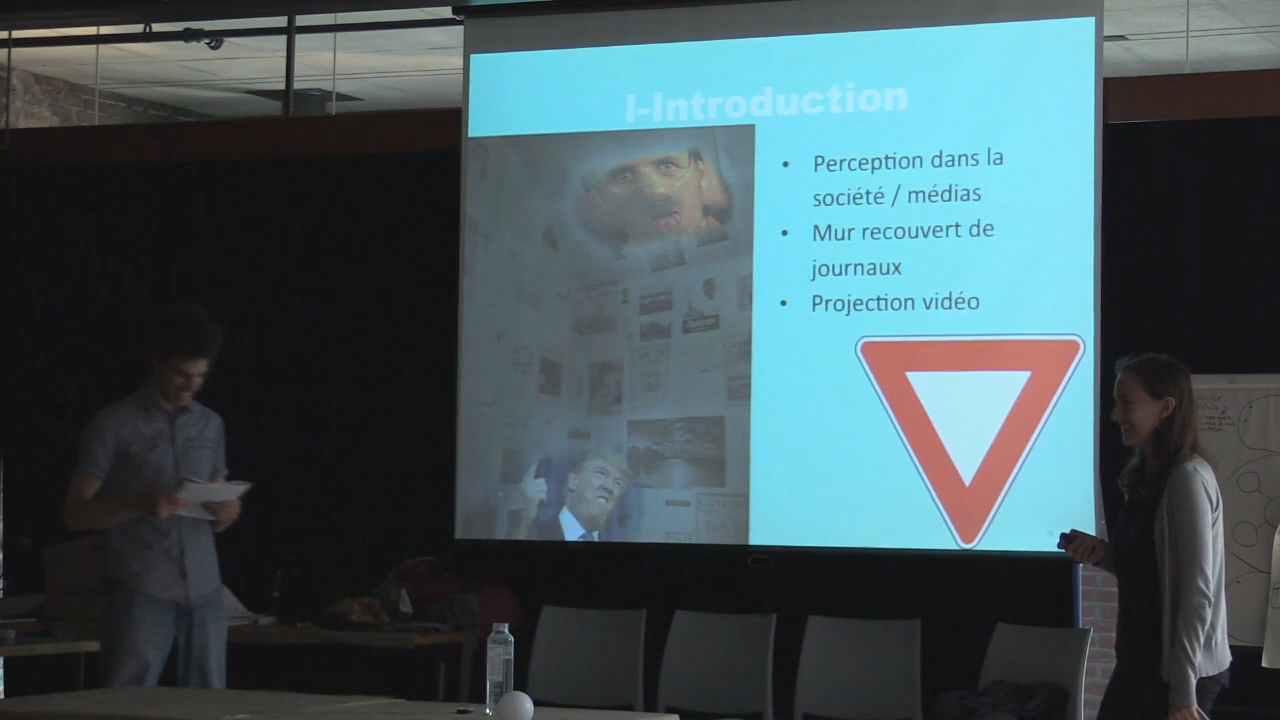 I-Introduction
• Perception dans la
société / médias
• Mur recouvert de
journaux
• Projection vidéo